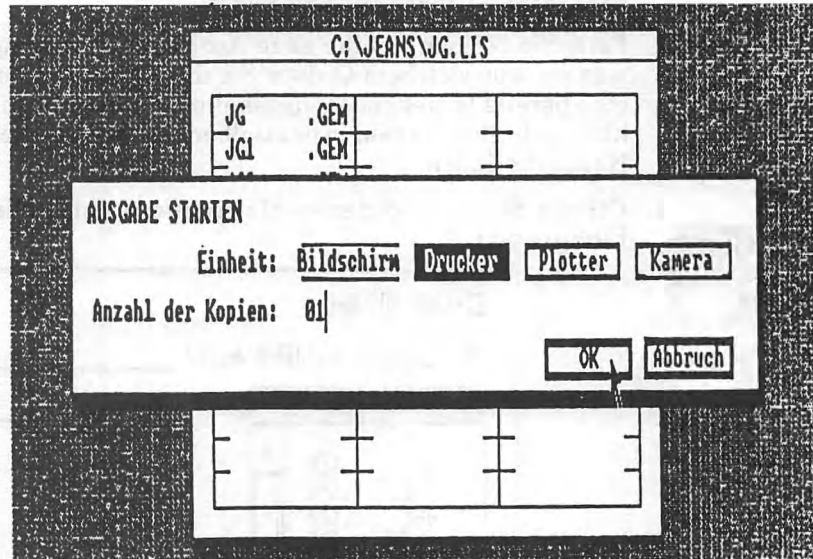 C:\JEANS\JG.LIS
JG .GEM
JG1 .GEM
AUSGABE STARTEN
Einheit: Bildschirm Drucker Plotter Kamera
Anzahl der Kopien: 01
OK Abbruch